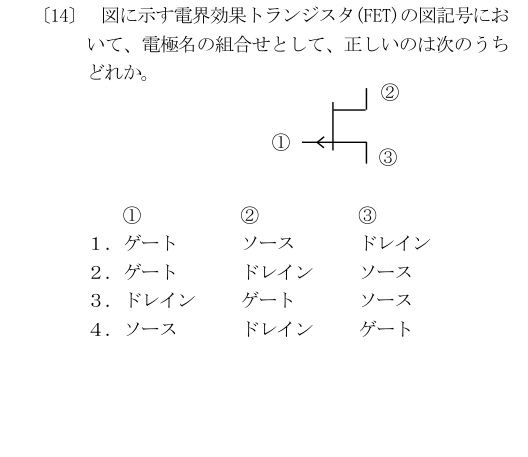 〔14〕 図に示す電界効果トランジスタ(FET)の図記号にお
いて、電極名の組合せとして、正しいのは次のうち
どれか。
②
①
③
① ② ③
1. ゲート ソース ドレイン
2. ゲート ドレイン ソース
3. ドレイン ゲート ソース
4. ソース ドレイン ゲート